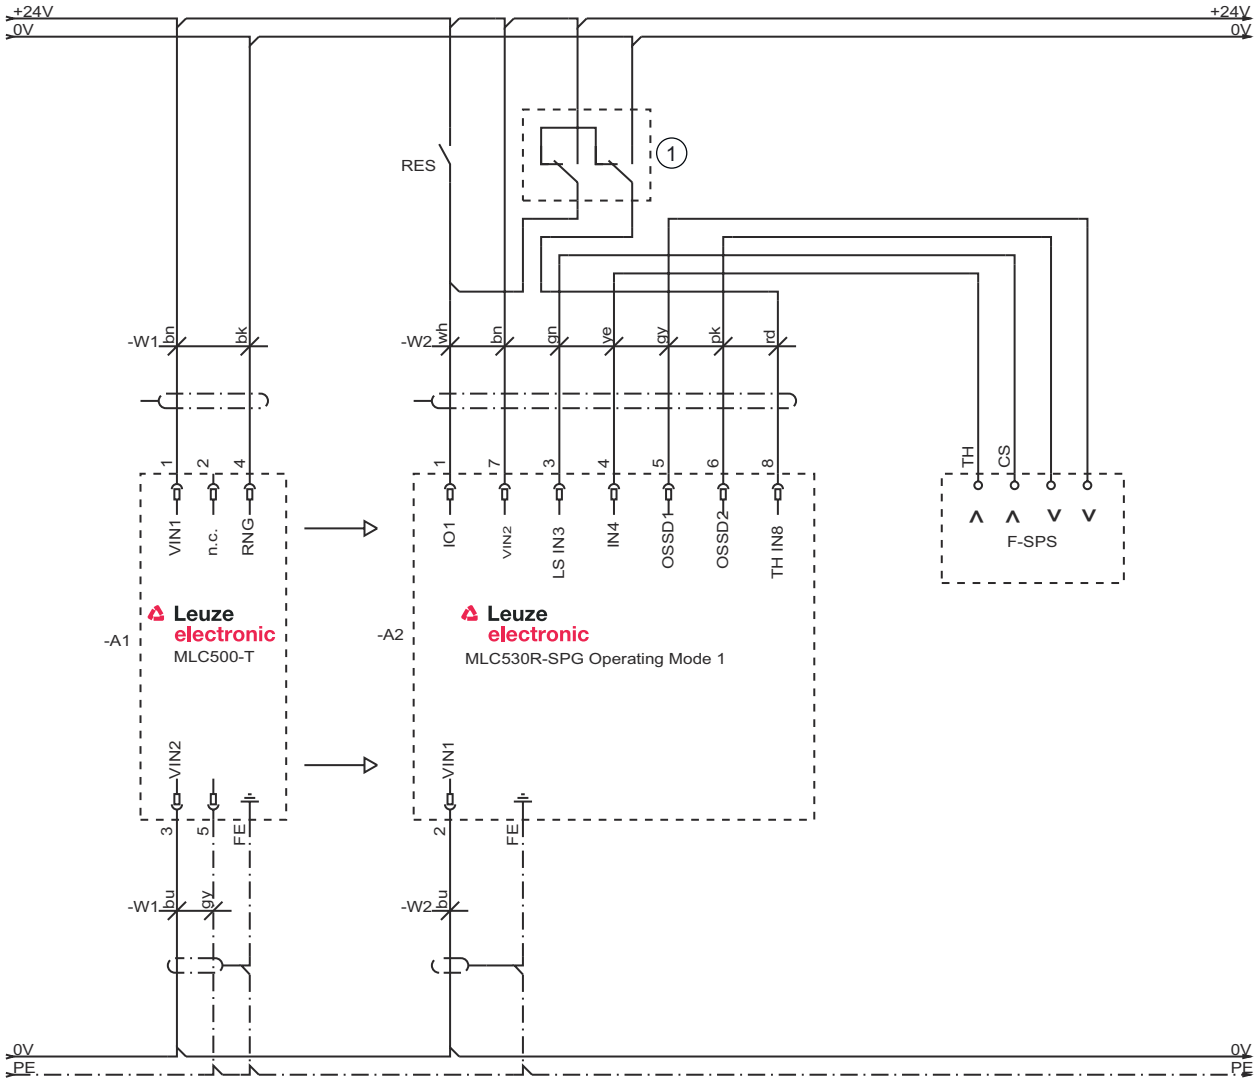 +24V +24V
0V 0V
1
RES
-W1 bn bk -W2 wh bn gn ye gy pk rd
1 2 4 1 7 3 4 5 6 8 TH CS
VIN1 n.c. RNG IO1 VIN2 LS IN3 IN4 OSSD1 OSSD2 TH IN8
F-SPS
Leuze Leuze
electronic electronic
-A1 -A2
MLC500-T MLC530R-SPG Operating Mode 1
VIN2 VIN1
3 5 FE 2 FE
-W1 bu gy -W2 bu
0V 0V
PE PE